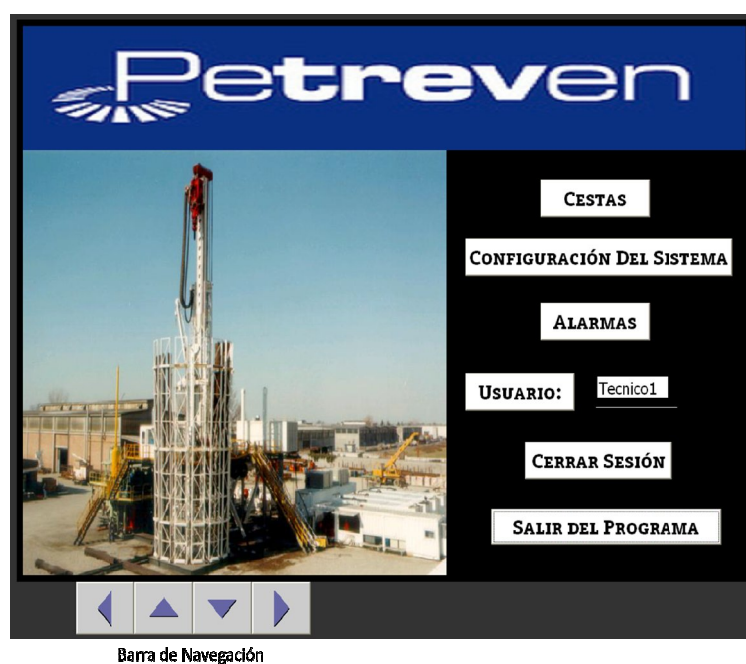 Petreven
CESTAS
CONFIGURACIÓN DEL SISTEMA
ALARMAS
USUARIO: Tecnico1
CERRAR SESIÓN
SALIR DEL PROGRAMA
Barra de Navegación